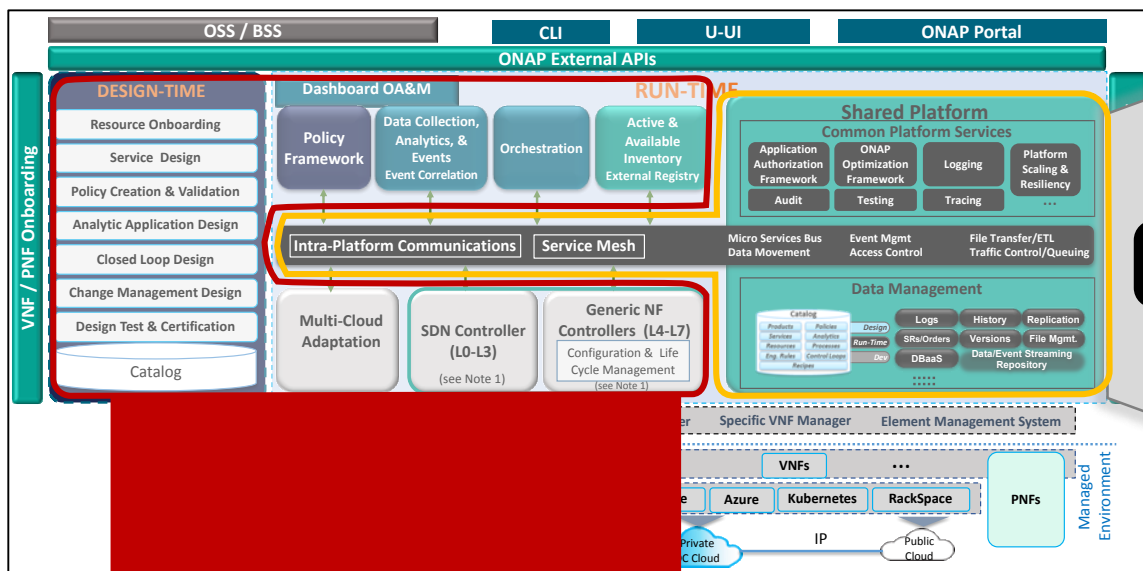 OSS / BSS
CLI
U-UI
ONAP Portal
ONAP External APIs
VNF / PNF Onboarding
DESIGN-TIME
Resource Onboarding
Service Design
Policy Creation & Validation
Analytic Application Design
Closed Loop Design
Change Management Design
Design Test & Certification
Catalog
Dashboard OA&M
RUN-TIME
Policy
Framework
Data Collection,
Analytics, &
Events
Event Correlation
Orchestration
Active &
Available
Inventory
External Registry
Shared Platform
Common Platform Services
Application
Authorization
Framework
ONAP
Optimization
Framework
Logging
Platform
Scaling &
Resiliency
...
Audit
Testing
Tracing
Intra-Platform Communications
Service Mesh
Micro Services Bus
Data Movement
Event Mgmt
Access Control
File Transfer/ETL
Traffic Control/Queuing
Multi-Cloud
Adaptation
SDN Controller
(L0-L3)
(see Note 1)
Generic NF
Controllers (L4-L7)
Configuration & Life
Cycle Management
(see Note 1)
Data Management
Catalog
Products
Policies
Services
Analytics
Resources
Processes
Eng. Rules
Control Loops
Recipes
Design
Run-Time
Dev
Logs
History
Replication
SRs/Orders
Versions
File Mgmt.
DBaaS
Data/Event Streaming
Repository
:::::
Specific VNF Manager
Element Management System
VNFs
...
Azure
Kubernetes
RackSpace
PNFs
Managed
Environment
Private
Cloud
IP
Public
Cloud